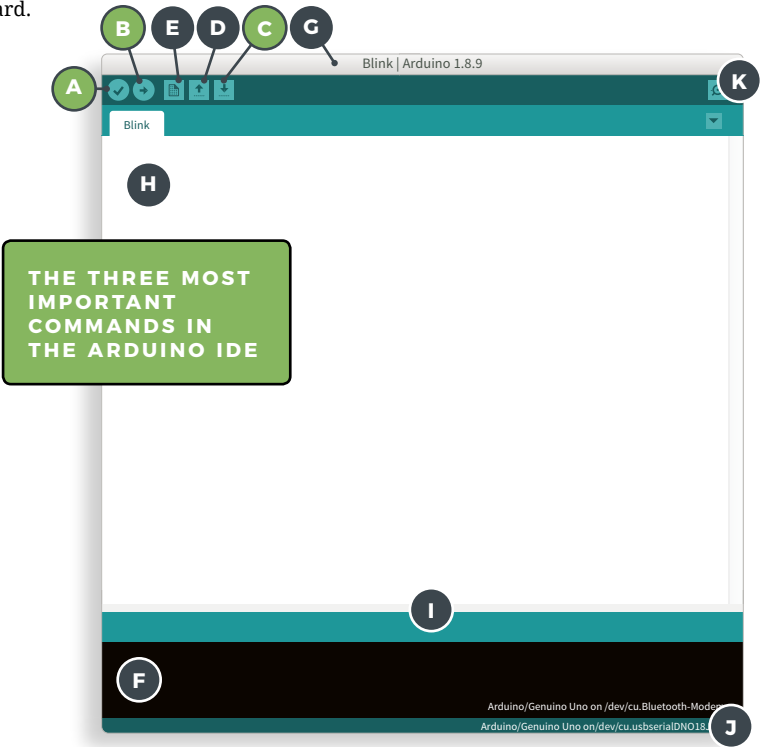 ard.
B E D C G
Blink | Arduino 1.8.9
A K
Blink
H
THE THREE MOST
IMPORTANT
COMMANDS IN
THE ARDUINO IDE
I
F
Arduino/Genuino Uno on /dev/cu.Bluetooth-Mode
Arduino/Genuino Uno on/dev/cu.usbserialDNO18.
J